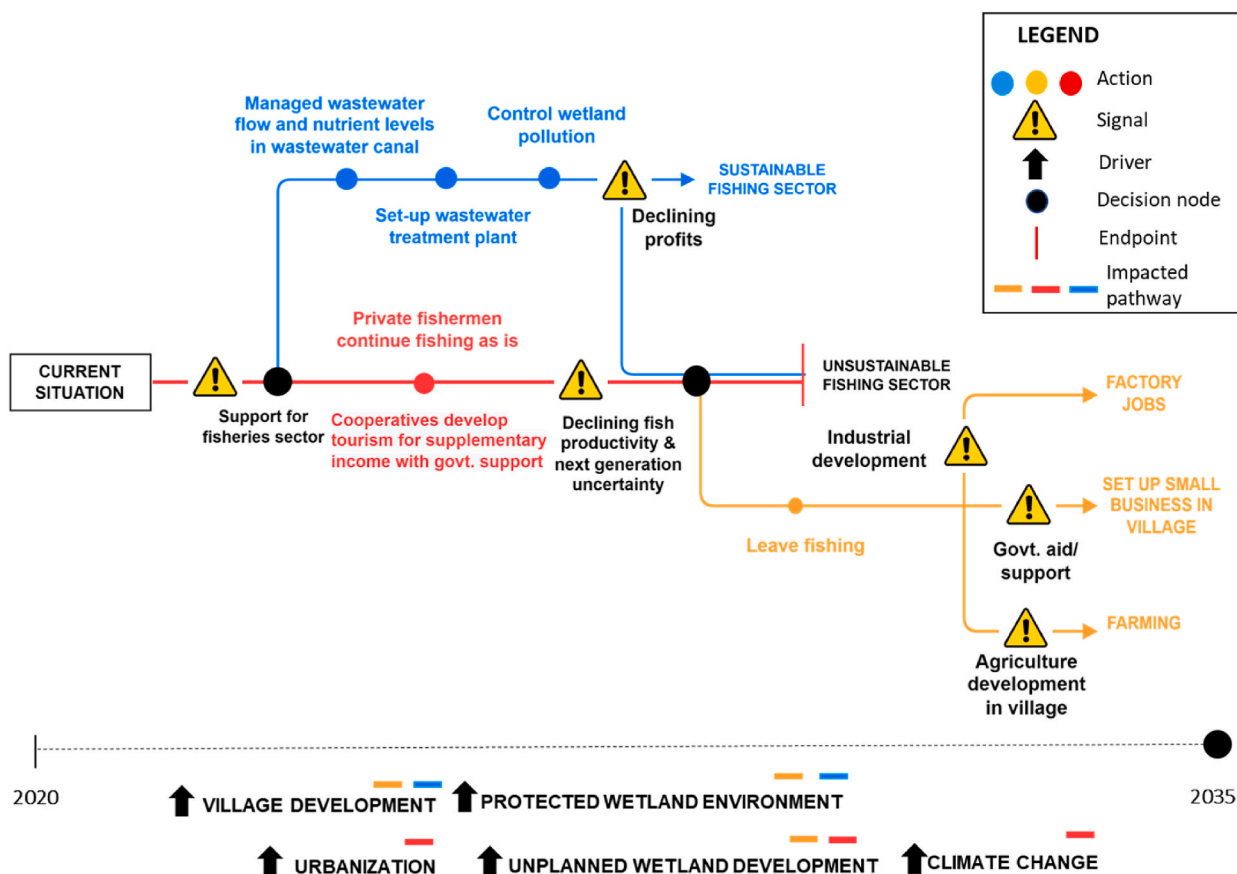 LEGEND
Action
Signal
Driver
Decision node
Endpoint
Impacted
pathway
Managed wastewater
flow and nutrient levels
in wastewater canal
Control wetland
pollution
Set-up wastewater
treatment plant
Declining
profits
SUSTAINABLE
FISHING SECTOR
Private fishermen
continue fishing as is
CURRENT
SITUATION
Support for
fisheries sector
Cooperatives develop
tourism for supplementary
income with govt. support
Declining fish
productivity &
next generation
uncertainty
UNSUSTAINABLE
FISHING SECTOR
Industrial
development
FACTORY
JOBS
Leave fishing
Govt. aid/
support
SET UP SMALL
BUSINESS IN
VILLAGE
Agriculture
development
in village
FARMING
2020
2035
VILLAGE DEVELOPMENT
PROTECTED WETLAND ENVIRONMENT
URBANIZATION
UNPLANNED WETLAND DEVELOPMENT
CLIMATE CHANGE